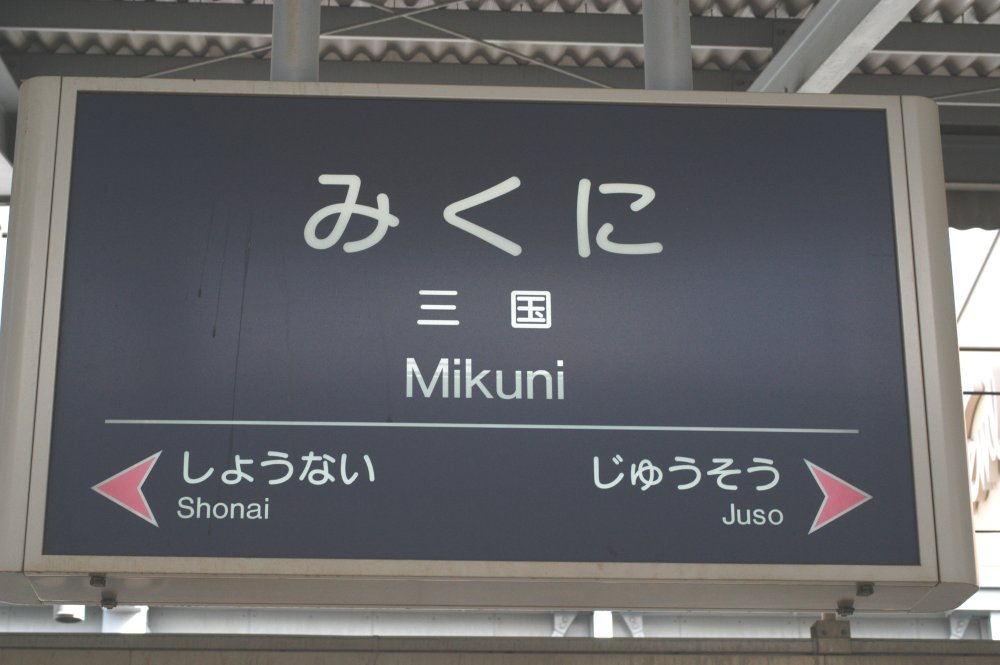 みくに
三国
Mikuni
しょうない
Shonai
じゅうそう
Juso